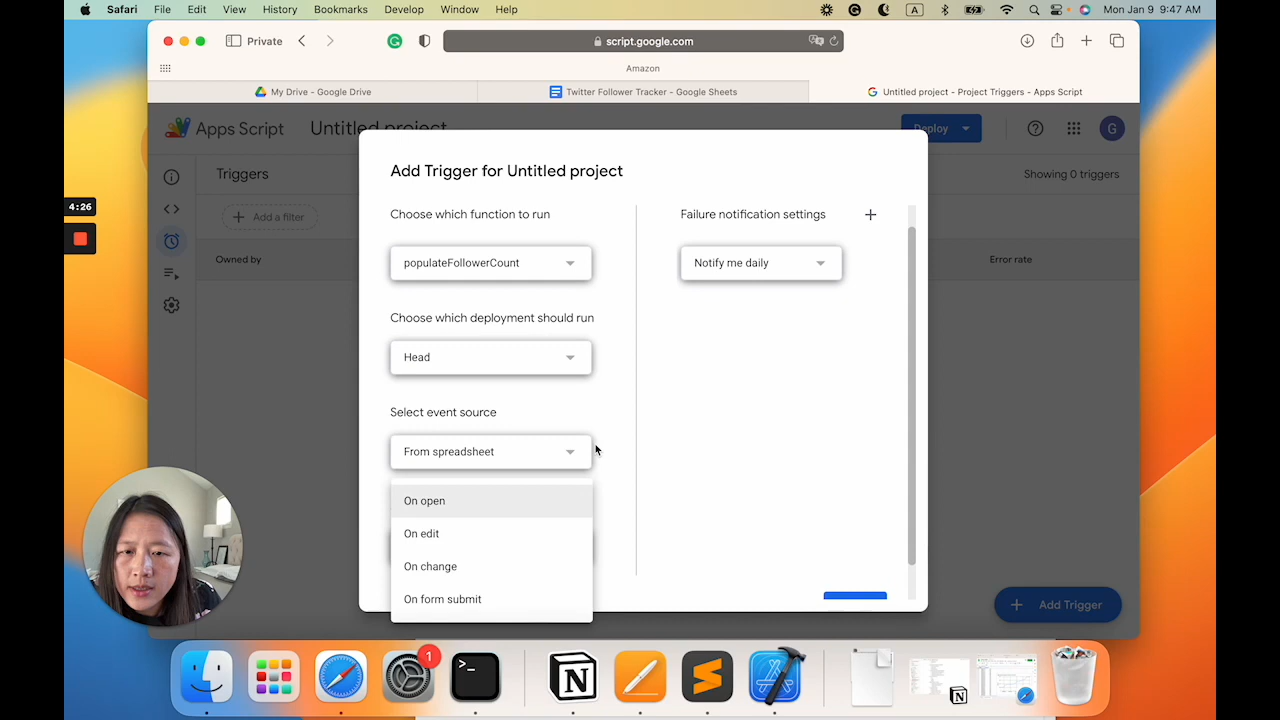 Safari File Edit View History Bookmarks Develop Window Help A Mon Jan 9 9:47 AM
Private script.google.com
Amazon
My Drive - Google Drive Twitter Follower Tracker - Google Sheets Untitled project - Project Triggers - Apps Script
Apps Script Untitled project Deploy G
Add Trigger for Untitled project
Triggers Showing 0 triggers
4:26
Choose which function to run Failure notification settings
Add a filter
Owned by populateFollowerCount Notify me daily Error rate
Choose which deployment should run
Head
Select event source
From spreadsheet
On open
On edit
On change
On form submit
Add Trigger
1